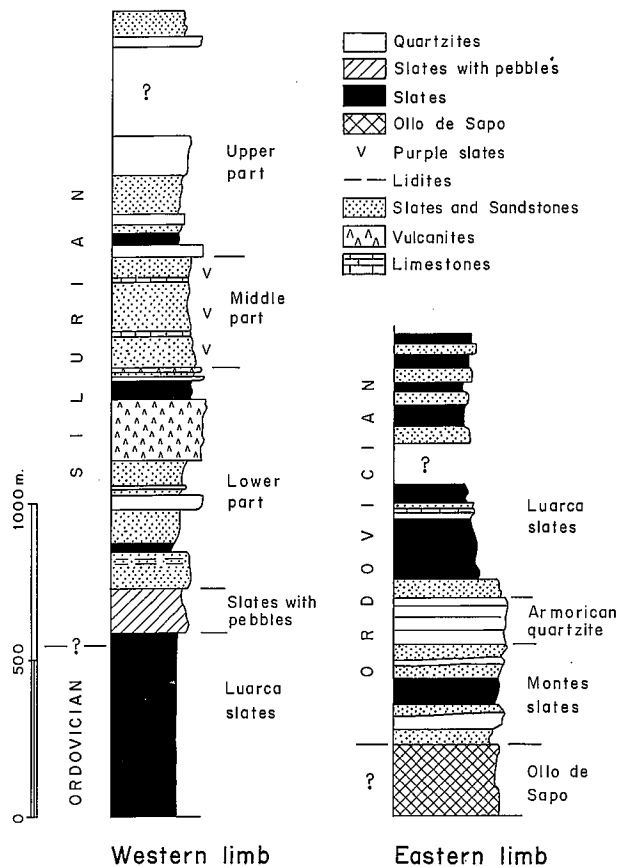 Quartzites
Slates with pebbles
Slates
Ollo de Sapo
V Purple slates
Lidites
Slates and Sandstones
Vulcanites
Limestones
?
Upper
part
SILURIAN
V
Middle
part
V
V
Lower
part
1000 m.
Slates with
pebbles
?
500
Luarca
slates
ORDOVICIAN
0
Western limb
ORDOVICIAN
?
Luarca
slates
Armorican
quartzite
Montes
slates
?
Ollo de
Sapo
Eastern limb